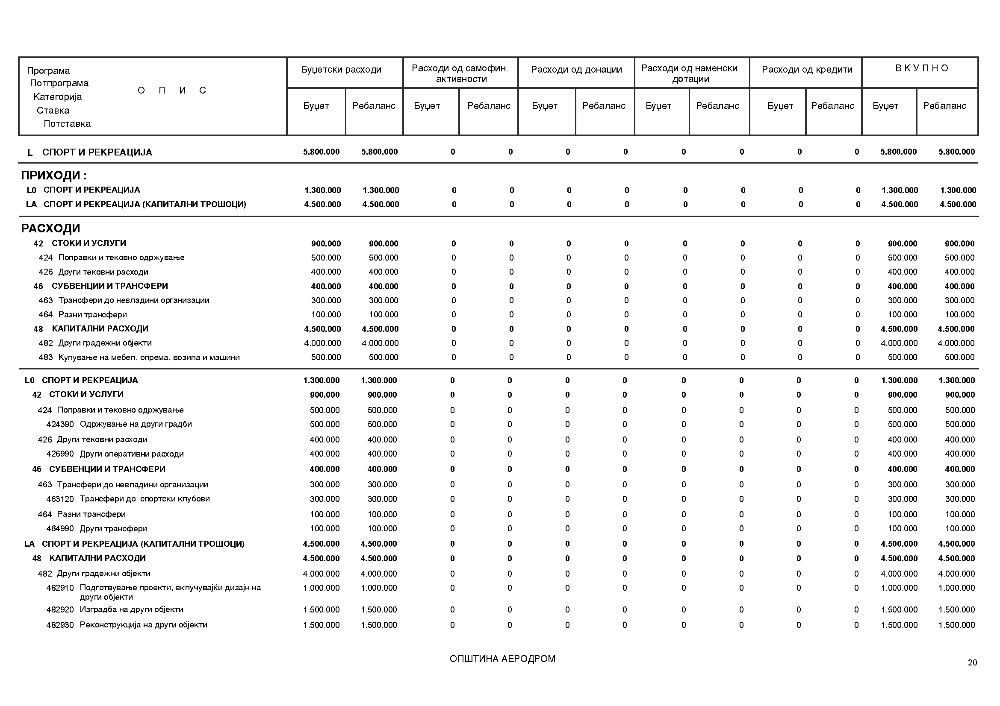 Програма
Потпрограма
Категорија
Ставка
Потставка
О П И С
Буџетски расходи
Расходи од самофин. активности
Расходи од донации
Расходи од наменски дотации
Расходи од кредити
В К У П Н О
Буџет Ребаланс Буџет Ребаланс Буџет Ребаланс Буџет Ребаланс Буџет Ребаланс Буџет Ребаланс
L СПОРТ И РЕКРЕАЦИЈА 5.800.000 5.800.000 0 0 0 0 0 0 0 0 5.800.000 5.800.000
ПРИХОДИ :
L0 СПОРТ И РЕКРЕАЦИЈА 1.300.000 1.300.000 0 0 0 0 0 0 0 0 1.300.000 1.300.000
LA СПОРТ И РЕКРЕАЦИЈА (КАПИТАЛНИ ТРОШОЦИ) 4.500.000 4.500.000 0 0 0 0 0 0 0 0 4.500.000 4.500.000
РАСХОДИ
42 СТОКИ И УСЛУГИ 900.000 900.000 0 0 0 0 0 0 0 0 900.000 900.000
424 Поправки и тековно одржување 500.000 500.000 0 0 0 0 0 0 0 0 500.000 500.000
426 Други тековни расходи 400.000 400.000 0 0 0 0 0 0 0 0 400.000 400.000
46 СУБВЕНЦИИ И ТРАНСФЕРИ 400.000 400.000 0 0 0 0 0 0 0 0 400.000 400.000
463 Трансфери до невладини организации 300.000 300.000 0 0 0 0 0 0 0 0 300.000 300.000
464 Разни трансфери 100.000 100.000 0 0 0 0 0 0 0 0 100.000 100.000
48 КАПИТАЛНИ РАСХОДИ 4.500.000 4.500.000 0 0 0 0 0 0 0 0 4.500.000 4.500.000
482 Други градежни објекти 4.000.000 4.000.000 0 0 0 0 0 0 0 0 4.000.000 4.000.000
483 Купување на мебел, опрема, возила и машини 500.000 500.000 0 0 0 0 0 0 0 0 500.000 500.000
L0 СПОРТ И РЕКРЕАЦИЈА 1.300.000 1.300.000 0 0 0 0 0 0 0 0 1.300.000 1.300.000
42 СТОКИ И УСЛУГИ 900.000 900.000 0 0 0 0 0 0 0 0 900.000 900.000
424 Поправки и тековно одржување 500.000 500.000 0 0 0 0 0 0 0 0 500.000 500.000
424390 Одржување на други градби 500.000 500.000 0 0 0 0 0 0 0 0 500.000 500.000
426 Други тековни расходи 400.000 400.000 0 0 0 0 0 0 0 0 400.000 400.000
426990 Други оперативни расходи 400.000 400.000 0 0 0 0 0 0 0 0 400.000 400.000
46 СУБВЕНЦИИ И ТРАНСФЕРИ 400.000 400.000 0 0 0 0 0 0 0 0 400.000 400.000
463 Трансфери до невладини организации 300.000 300.000 0 0 0 0 0 0 0 0 300.000 300.000
463120 Трансфери до спортски клубови 300.000 300.000 0 0 0 0 0 0 0 0 300.000 300.000
464 Разни трансфери 100.000 100.000 0 0 0 0 0 0 0 0 100.000 100.000
464990 Други трансфери 100.000 100.000 0 0 0 0 0 0 0 0 100.000 100.000
LA СПОРТ И РЕКРЕАЦИЈА (КАПИТАЛНИ ТРОШОЦИ) 4.500.000 4.500.000 0 0 0 0 0 0 0 0 4.500.000 4.500.000
48 КАПИТАЛНИ РАСХОДИ 4.500.000 4.500.000 0 0 0 0 0 0 0 0 4.500.000 4.500.000
482 Други градежни објекти 4.000.000 4.000.000 0 0 0 0 0 0 0 0 4.000.000 4.000.000
482910 Подготвување проекти, вклучувајќи дизајн на 1.000.000 1.000.000 0 0 0 0 0 0 0 0 1.000.000 1.000.000
други објекти
482920 Изградба на други објекти 1.500.000 1.500.000 0 0 0 0 0 0 0 0 1.500.000 1.500.000
482930 Реконструкција на други објекти 1.500.000 1.500.000 0 0 0 0 0 0 0 0 1.500.000 1.500.000
ОПШТИНА АЕРОДРОМ
20